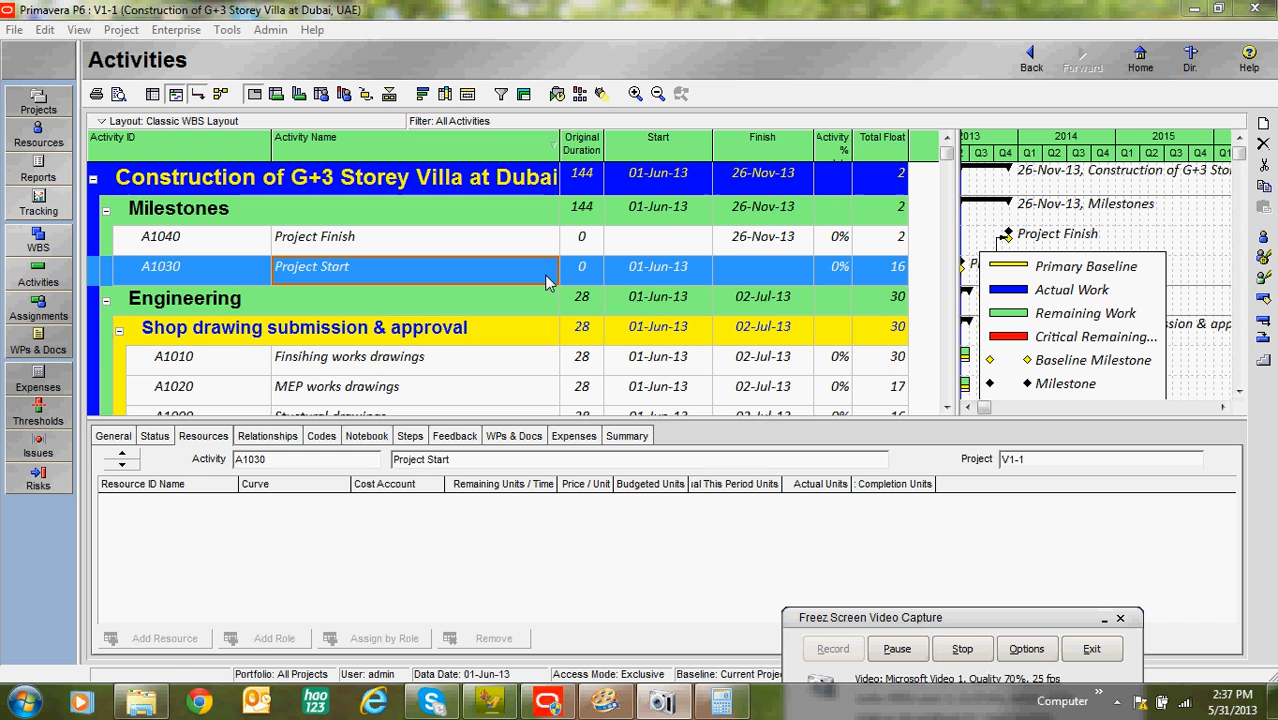 Primavera P6 : V1-1 (Construction of G+3 Storey Villa at Dubai, UAE)
File Edit View Project Enterprise Tools Admin Help
Activities
Back Forward Home Dir. Help
Layout: Classic WBS Layout Filter: All Activities
Activity ID Activity Name Original Duration Start Finish Activity % Total Float
2013 2014 2015
Q3 Q4 Q1 Q2 Q3 Q4 Q1 Q2 Q3 Q4 Q1
Construction of G+3 Storey Villa at Dubai 144 01-Jun-13 26-Nov-13 2
26-Nov-13, Construction of G+3 Stor
Milestones 144 01-Jun-13 26-Nov-13 2
26-Nov-13, Milestones
A1040 Project Finish 0 26-Nov-13 0% 2
Project Finish
A1030 Project Start 0 01-Jun-13 0% 16
Engineering 28 01-Jun-13 02-Jul-13 30
Shop drawing submission & approval 28 01-Jun-13 02-Jul-13 30
A1010 Finsihing works drawings 28 01-Jun-13 02-Jul-13 0% 30
A1020 MEP works drawings 28 01-Jun-13 02-Jul-13 0% 17
Primary Baseline
Actual Work
Remaining Work
Critical Remaining...
Baseline Milestone
Milestone
Projects
Resources
Reports
Tracking
WBS
Activities
Assignments
WPs & Docs
Expenses
Thresholds
Issues
Risks
General Status Resources Relationships Codes Notebook Steps Feedback WPs & Docs Expenses Summary
Activity A1030 Project Start Project V1-1
Resource ID Name Curve Cost Account Remaining Units / Time Price / Unit Budgeted Units ıal This Period Units Actual Units : Completion Units
Add Resource Add Role Assign by Role Remove
Freez Screen Video Capture
Record Pause Stop Options Exit
Video: Microsoft Video 1, Quality 70%, 25 fps
Portfolio: All Projects User: admin Data Date: 01-Jun-13 Access Mode: Exclusive Baseline: Current Proje
hao
123
Computer
2:37 PM
5/31/2013